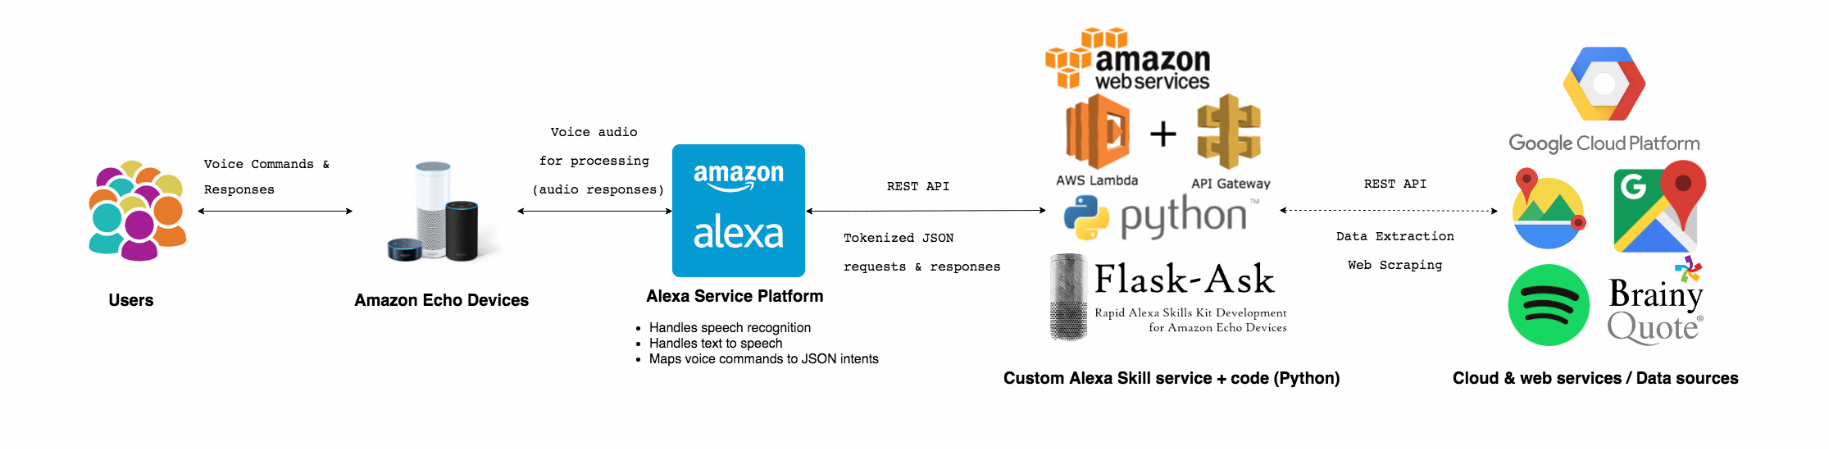 Users
Voice Commands &
Responses
Amazon Echo Devices
Voice audio
for processing
(audio responses)
amazon
alexa
Alexa Service Platform
• Handles speech recognition
• Handles text to speech
• Maps voice commands to JSON intents
REST API
Tokenized JSON
requests & responses
amazon
web services
AWS Lambda
+
API Gateway
python™
Flask-Ask
Rapid Alexa Skills Kit Development
for Amazon Echo Devices
Custom Alexa Skill service + code (Python)
REST API
Data Extraction
Web Scraping
Google Cloud Platform
G
Brainy
Quote®
Cloud & web services / Data sources